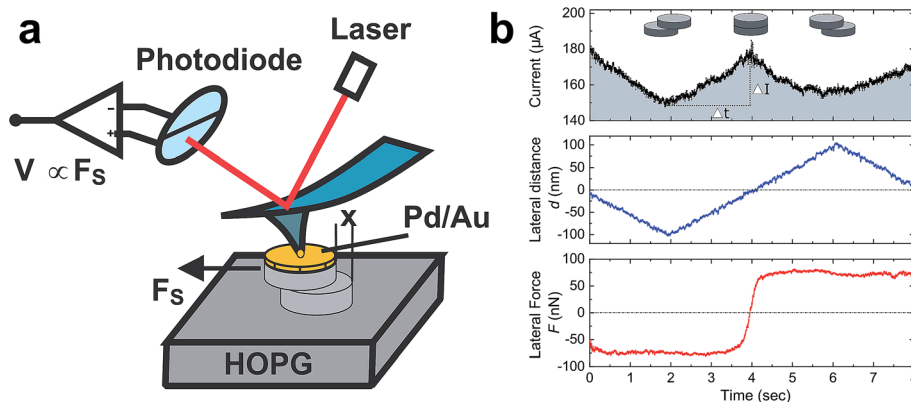 a
Laser
Photodiode
-
+
V ∝ Fs
Pd/Au
x
Fs
HOPG
b
Current (μA)
200
180
160
140
ΔI
Δt
Lateral distance
d (nm)
100
50
0
-50
-100
Lateral Force
F (nN)
100
50
0
-50
-100
0 1 2 3 4 5 6 7 8
Time (sec)